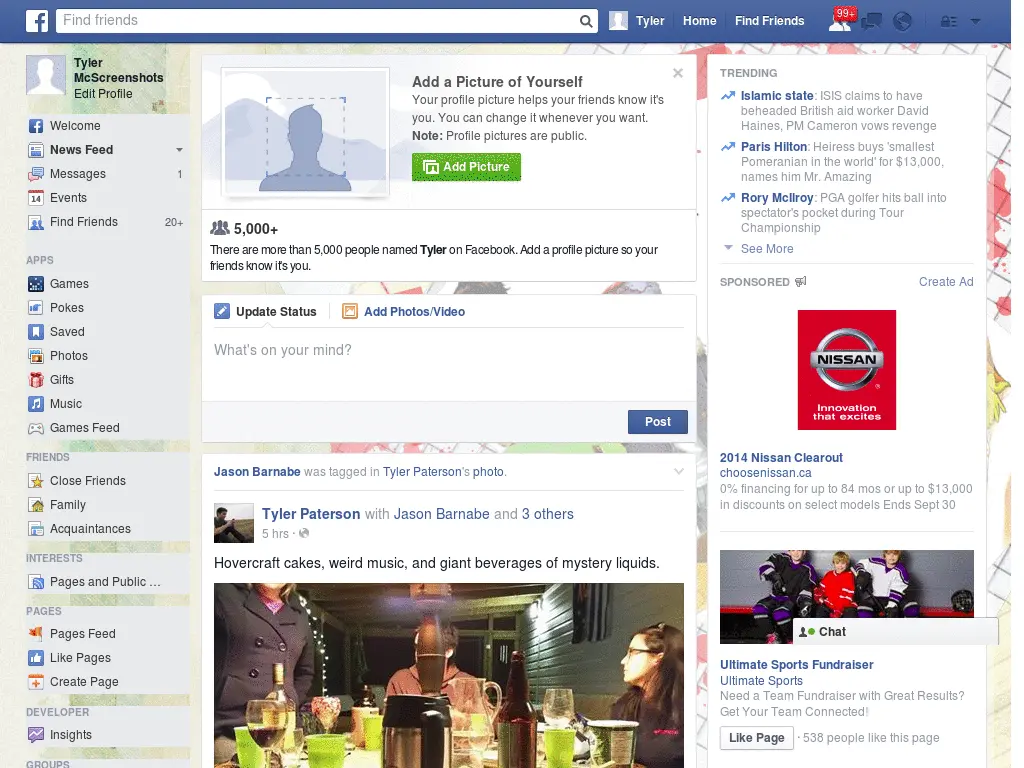 Find friends
Tyler
Home
Find Friends
99+
Tyler
McScreenshots
Edit Profile
Welcome
News Feed
Messages 1
14 Events
Find Friends 20+
APPS
Games
Pokes
Saved
Photos
Gifts
Music
Games Feed
FRIENDS
Close Friends
Family
Acquaintances
INTERESTS
Pages and Public ...
PAGES
Pages Feed
Like Pages
Create Page
DEVELOPER
Insights
GROUPS
Add a Picture of Yourself
Your profile picture helps your friends know it's
you. You can change it whenever you want.
Note: Profile pictures are public.
Add Picture
5,000+
There are more than 5,000 people named Tyler on Facebook. Add a profile picture so your
friends know it's you.
Update Status
Add Photos/Video
What's on your mind?
Post
Jason Barnabe was tagged in Tyler Paterson's photo.
Tyler Paterson with Jason Barnabe and 3 others
5 hrs ·
Hovercraft cakes, weird music, and giant beverages of mystery liquids.
TRENDING
Islamic state: ISIS claims to have
beheaded British aid worker David
Haines, PM Cameron vows revenge
Paris Hilton: Heiress buys 'smallest
Pomeranian in the world' for $13,000,
names him Mr. Amazing
Rory McIlroy: PGA golfer hits ball into
spectator's pocket during Tour
Championship
See More
SPONSORED
Create Ad
NISSAN
Innovation
that excites
2014 Nissan Clearout
choosenissan.ca
0% financing for up to 84 mos or up to $13,000
in discounts on select models Ends Sept 30
Chat
Ultimate Sports Fundraiser
Ultimate Sports
Need a Team Fundraiser with Great Results?
Get Your Team Connected!
Like Page · 538 people like this page